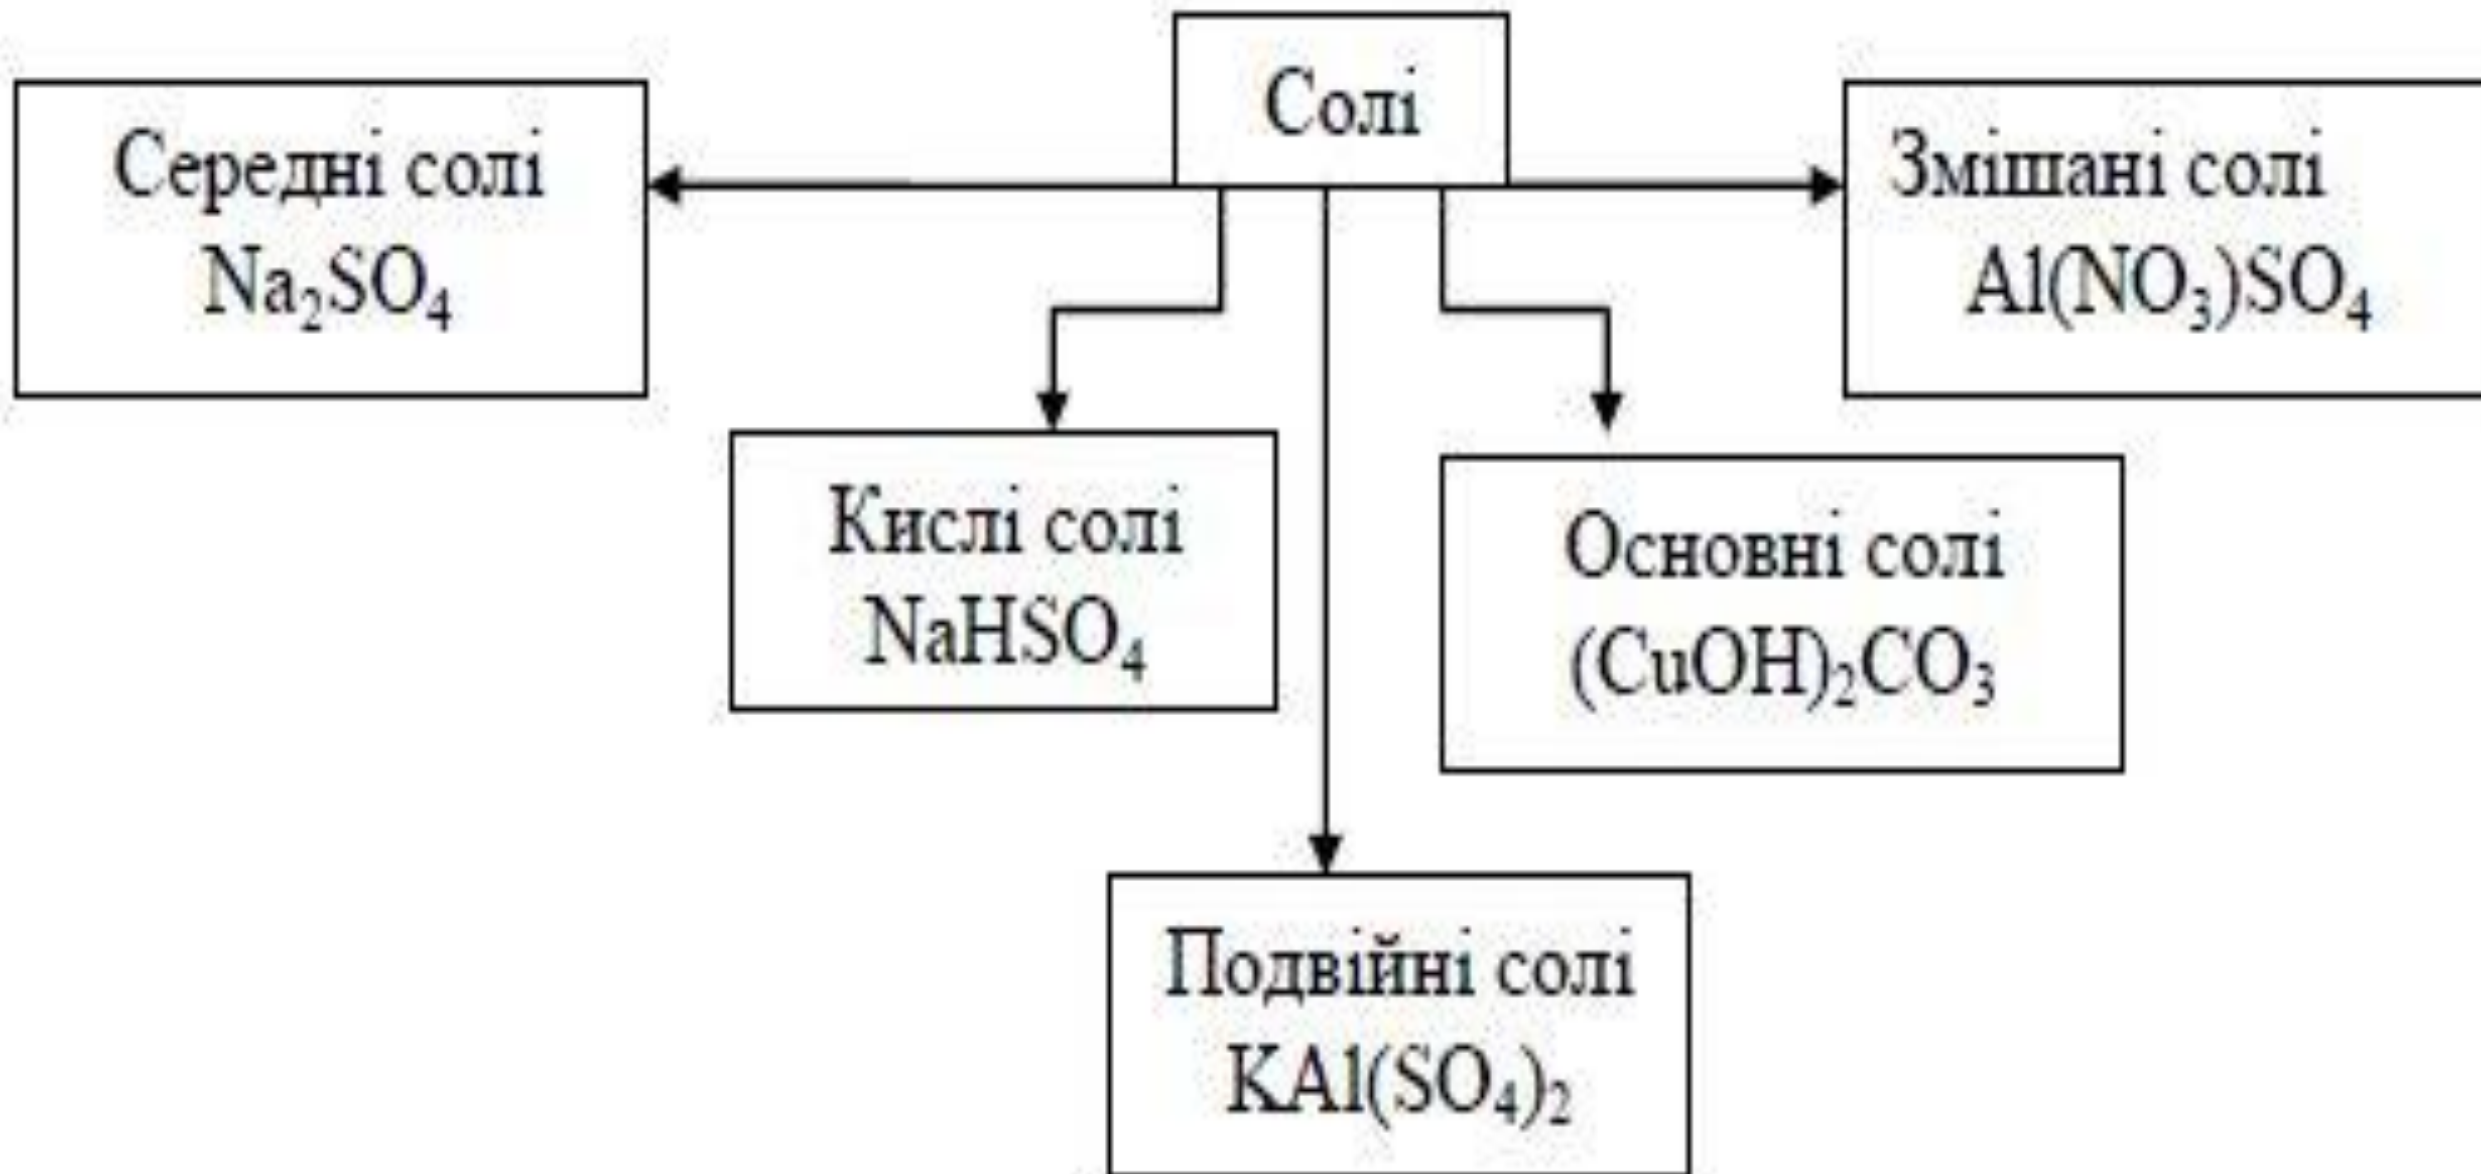 Солі
Середні солі
Na₂SO₄
Змішані солі
Al(NO₃)SO₄
Кислі солі
NaHSO₄
Основні солі
(CuOH)₂CO₃
Подвійні солі
KAl(SO₄)₂